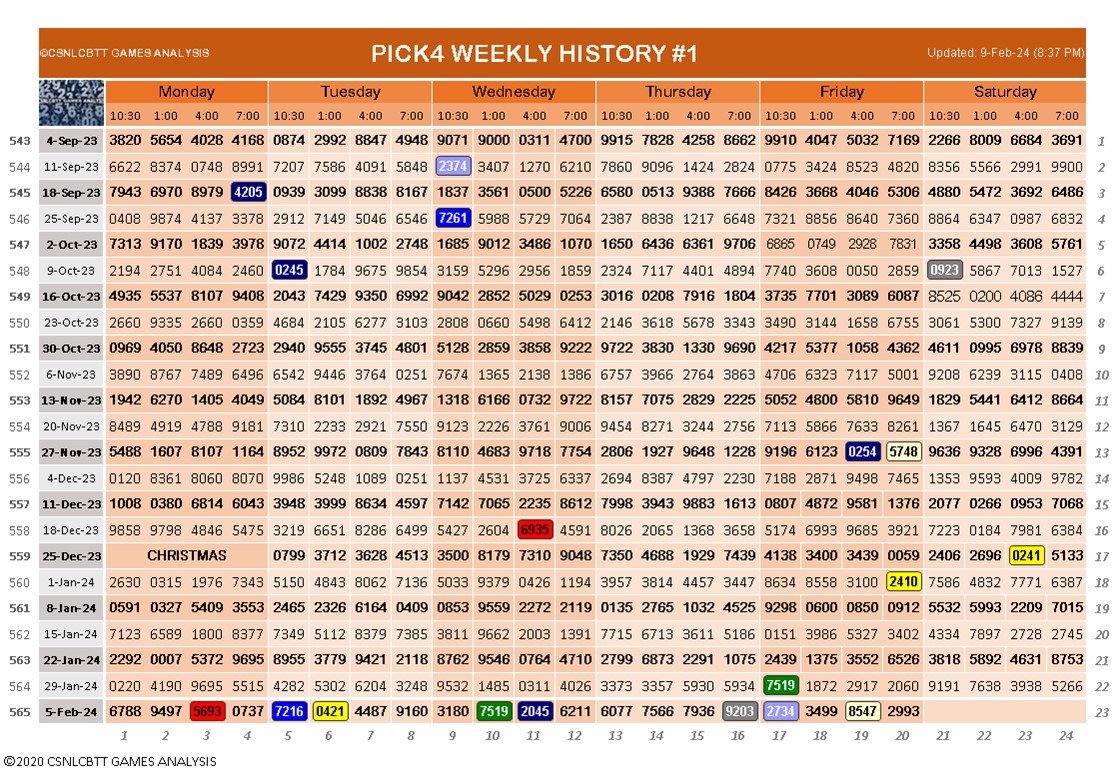 ©CSNLCBTT GAMES ANALYSIS PICK4 WEEKLY HISTORY #1 Updated: 9-Feb-24 (8:37 PM)
Monday Tuesday Wednesday Thursday Friday Saturday
10:30 1:00 4:00 7:00 10:30 1:00 4:00 7:00 10:30 1:00 4:00 7:00 10:30 1:00 4:00 7:00 10:30 1:00 4:00 7:00 10:30 1:00 4:00 7:00
543 4-Sep-23 3820 5654 4028 4168 0874 2992 8847 4948 9071 9000 0311 4700 9915 7828 4258 8662 9910 4047 5032 7169 2266 8009 6684 3691 1
544 11-Sep-23 6622 8374 0748 8991 7207 7586 4091 5848 2374 3407 1270 6210 7860 9096 1424 2824 0775 3424 8523 4820 8356 5566 2991 9900 2
545 18-Sep-23 7943 6970 8979 4205 0939 3099 8838 8167 1837 3561 0500 5226 6580 0513 9388 7666 8426 3668 4046 5306 4880 5472 3692 6486 3
546 25-Sep-23 0408 9874 4137 3378 2912 7149 5046 6546 7261 5988 5729 7064 2387 8838 1217 6648 7321 8856 8640 7360 8864 6347 0987 6832 4
547 2-Oct-23 7313 9170 1839 3978 9072 4414 1002 2748 1685 9012 3486 1070 1650 6436 6361 9706 6865 0749 2928 7831 3358 4498 3608 5761 5
548 9-Oct-23 2194 2751 4084 2460 0245 1784 9675 9854 3159 5296 2956 1859 2324 7117 4401 4894 7740 3608 0050 2859 0923 5867 7013 1527 6
549 16-Oct-23 4935 5537 8107 9408 2043 7429 9350 6992 9042 2852 5029 0253 3016 0208 7916 1804 3735 7701 3089 6087 8525 0200 4086 4444 7
550 23-Oct-23 2660 9335 2660 0359 4684 2105 6277 3103 2808 0660 5498 6412 2146 3618 5678 3343 3490 3144 1658 6755 3061 5300 7327 9139 8
551 30-Oct-23 0969 4050 8648 2723 2940 9555 3745 4801 5128 2859 3858 9222 9722 3830 1330 9690 4217 5377 1058 4362 4611 0995 6978 8839 9
552 6-Nov-23 3890 8767 7489 6496 6542 9446 3764 0210 7674 1365 2138 1386 6757 3966 2764 3863 4706 6323 7117 5001 9208 6239 3115 0408 10
553 13-Nov-23 1942 6270 1405 4049 5084 8101 1892 4967 1318 6166 0732 9722 8157 7075 2829 2225 5052 4800 5810 9649 1829 5441 6412 8664 11
554 20-Nov-23 8489 4919 4788 9181 7310 2233 2921 7550 9123 2226 3761 9006 9454 8271 3244 2756 7113 5866 7633 8261 1367 1645 6470 3129 12
555 27-Nov-23 5488 1607 8107 1164 8952 9972 0809 7843 8110 4683 9718 7754 2806 1927 9648 1228 9196 6123 0254 5748 9636 9328 6996 4391 13
556 4-Dec-23 0120 8361 8060 8070 9986 5248 1089 0251 1137 4531 3725 6337 2694 8387 4797 2230 7188 2871 9498 7465 1353 9593 4009 9782 14
557 11-Dec-23 1008 0380 6814 6043 3948 3999 8634 4597 7142 7065 2235 8612 7998 3943 9883 1613 0807 4872 9581 1376 2077 0266 0953 7068 15
558 18-Dec-23 9858 9798 4846 5475 3219 6651 8286 6499 5427 2604 6935 4591 8026 2065 1368 3658 5174 6993 9685 3921 7223 0184 7981 6384 16
559 25-Dec-23 CHRISTMAS 0799 3712 3628 4513 3500 8179 7310 9048 7350 4688 1929 7439 4138 3400 3439 0059 2406 2696 0241 5133 17
560 1-Jan-24 2630 0315 1976 7343 5150 4843 8062 7136 5033 9379 0426 1194 3957 3814 4457 3447 8634 8558 3100 2410 7586 4832 7771 6387 18
561 8-Jan-24 0591 0327 5409 3553 2465 2326 6164 0409 0853 9559 2272 2119 0135 2765 1032 4525 9298 0600 0850 0912 5532 5993 2209 7015 19
562 15-Jan-24 7123 6589 1800 8377 7349 5112 8379 7385 3811 9662 2003 1391 7715 6713 3611 5186 0151 3986 5327 3402 4334 7897 2728 2745 20
563 22-Jan-24 2292 0007 5372 9695 8955 3779 9421 2118 8762 9546 0764 4710 2799 6873 2291 1075 2439 1375 3552 6526 3818 5892 4631 8753 21
564 29-Jan-24 0220 4190 9695 5515 4282 5302 6204 3248 9532 1485 0311 4026 3373 3357 5930 5934 7519 1872 2917 2060 9191 7638 3938 5266 22
565 5-Feb-24 6788 9497 5693 0737 7216 0421 4487 9160 3180 7519 2045 6211 6077 7566 7936 9203 2734 3499 8547 2993 23
1 2 3 4 5 6 7 8 9 10 11 12 13 14 15 16 17 18 19 20 21 22 23 24
©2020 CSNLCBTT GAMES ANALYSIS